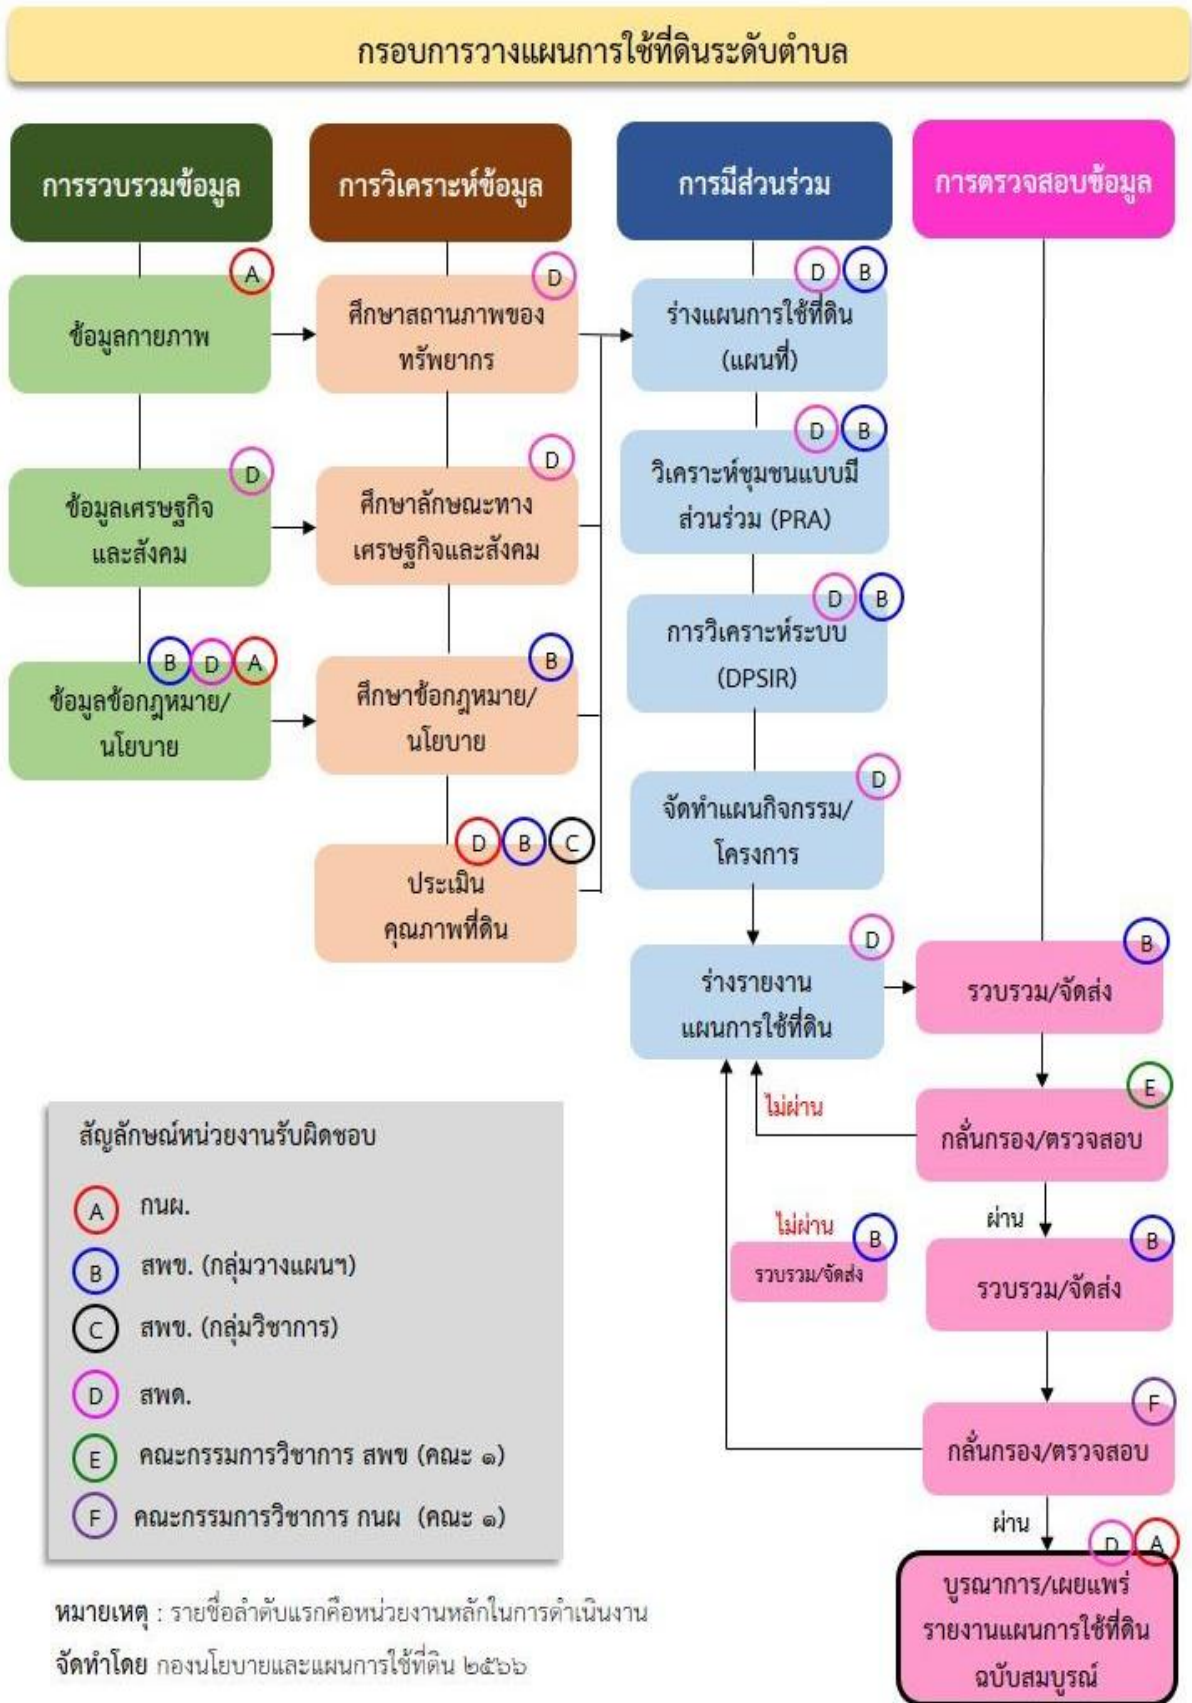 กรอบการวางแผนการใช้ที่ดินระดับตำบล
การรวบรวมข้อมูล
A
ข้อมูลกายภาพ
D
ข้อมูลเศรษฐกิจ
และสังคม
B D A
ข้อมูลข้อกฎหมาย/
นโยบาย
การวิเคราะห์ข้อมูล
D
ศึกษาสถานภาพของ
ทรัพยากร
D
ศึกษาลักษณะทาง
เศรษฐกิจและสังคม
B
ศึกษาข้อกฎหมาย/
นโยบาย
D B C
ประเมิน
คุณภาพที่ดิน
การมีส่วนร่วม
D B
ร่างแผนการใช้ที่ดิน
(แผนที่)
D B
วิเคราะห์ชุมชนแบบมี
ส่วนร่วม (PRA)
D B
การวิเคราะห์ระบบ
(DPSIR)
D
จัดทำแผนกิจกรรม/
โครงการ
D
ร่างรายงาน
แผนการใช้ที่ดิน
การตรวจสอบข้อมูล
B
รวบรวม/จัดส่ง
E
กลั่นกรอง/ตรวจสอบ
ไม่ผ่าน
ผ่าน
B
รวบรวม/จัดส่ง
ไม่ผ่าน
B
รวบรวม/จัดส่ง
F
กลั่นกรอง/ตรวจสอบ
ผ่าน
D A
บูรณาการ/เผยแพร่
รายงานแผนการใช้ที่ดิน
ฉบับสมบูรณ์
สัญลักษณ์หน่วยงานรับผิดชอบ
A กนผ.
B สพข. (กลุ่มวางแผนฯ)
C สพข. (กลุ่มวิชาการ)
D สพด.
E คณะกรรมการวิชาการ สพข (คณะ ๑)
F คณะกรรมการวิชาการ กนผ (คณะ ๑)
หมายเหตุ : รายชื่อลำดับแรกคือหน่วยงานหลักในการดำเนินงาน
จัดทำโดย กองนโยบายและแผนการใช้ที่ดิน ๒๕๖๖